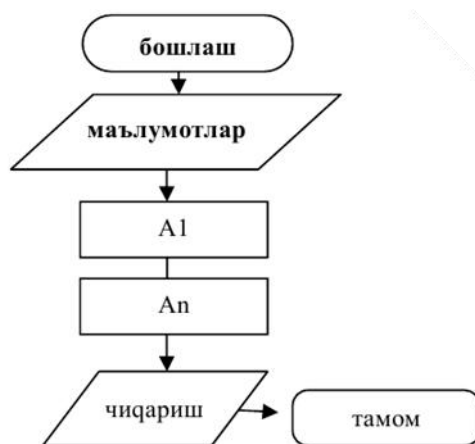 бошлаш
маълумотлар
A1
An
чиқариш
тамом